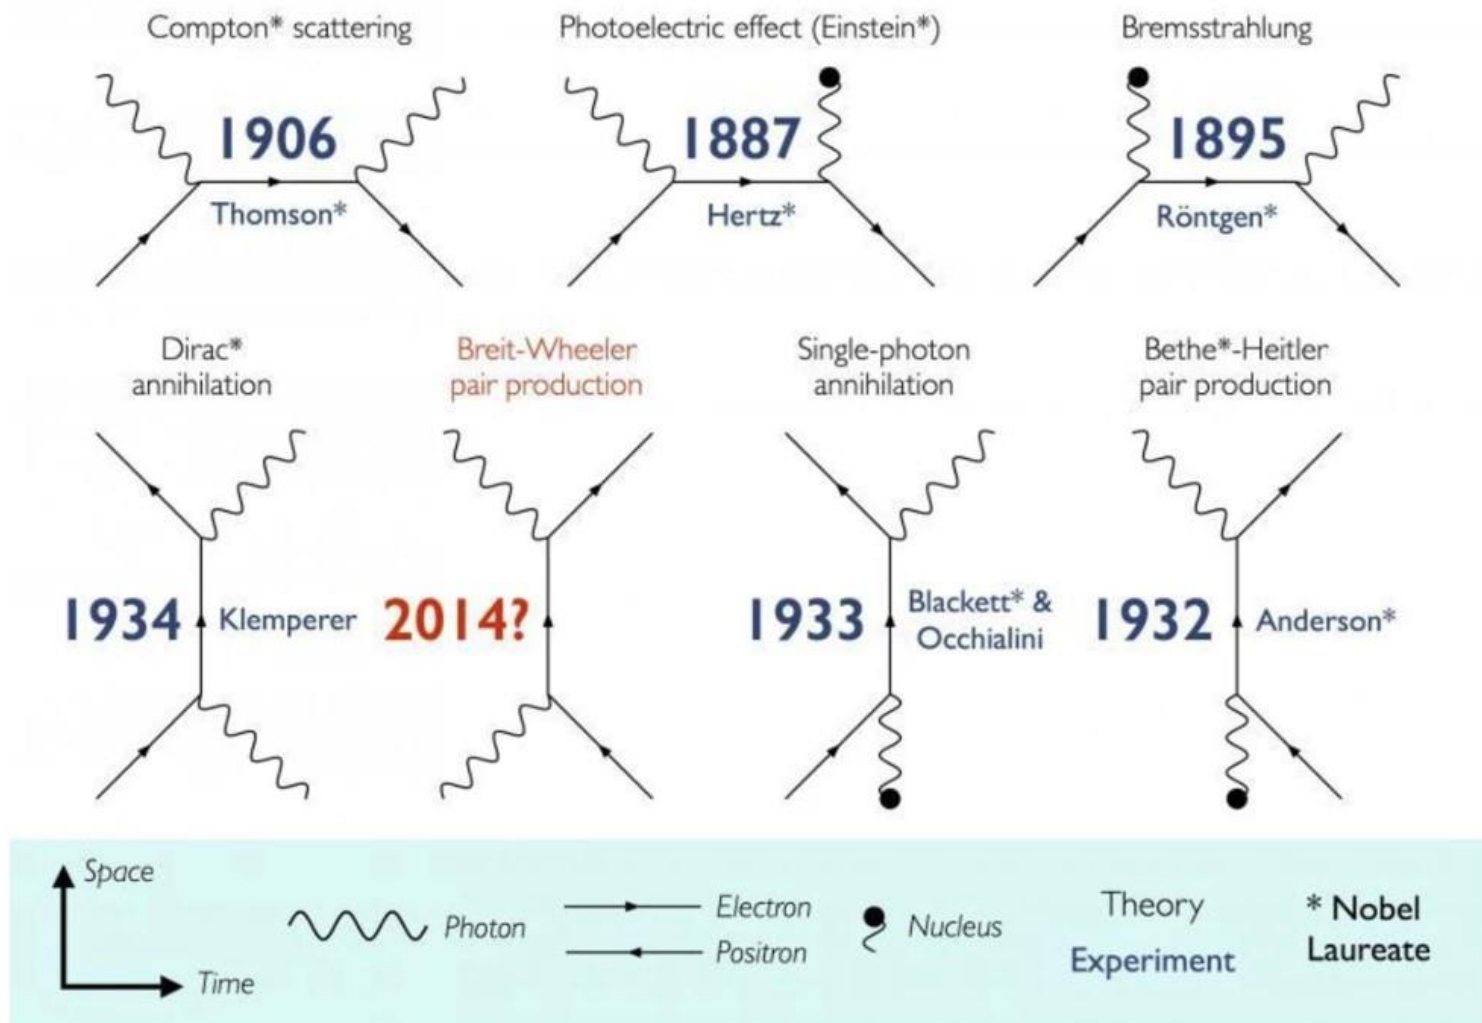 Compton* scattering
Photoelectric effect (Einstein*)
Bremsstrahlung
1906
1887
1895
Thomson*
Hertz*
Röntgen*
Dirac*
annihilation
Breit-Wheeler
pair production
Single-photon
annihilation
Bethe*-Heitler
pair production
1934
Klemperer
2014?
1933
Blackett* &
Occhialini
1932
Anderson*
Space
Time
Photon
Electron
Positron
Nucleus
Theory
Experiment
* Nobel
Laureate